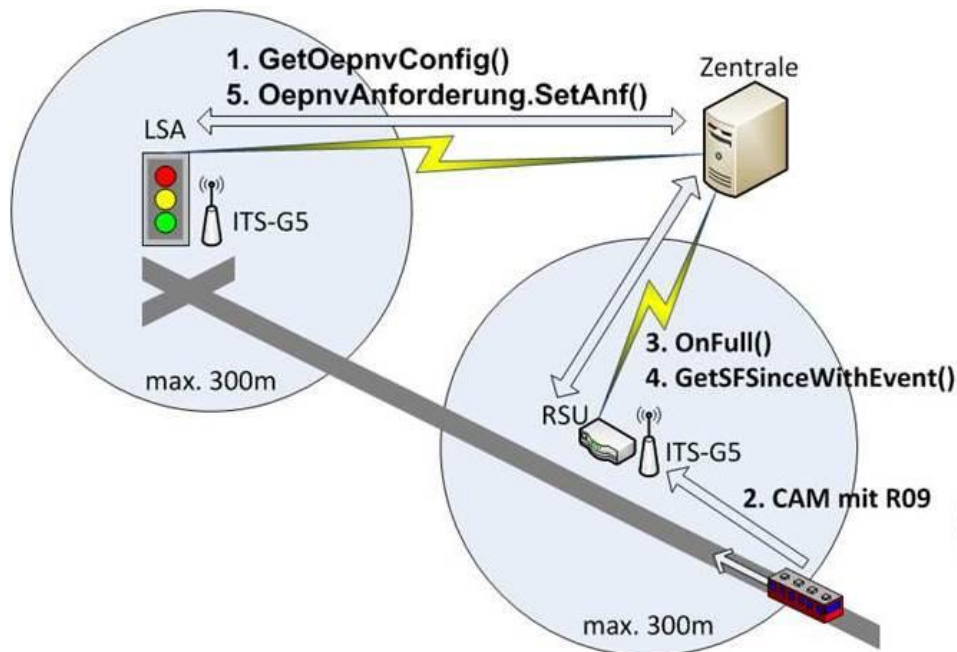 1. GetOepnvConfig()
5. OepnvAnforderung.SetAnf()
Zentrale
LSA
ITS-G5
max. 300m
3. OnFull()
4. GetSFSinceWithEvent()
RSU
ITS-G5
2. CAM mit R09
max. 300m